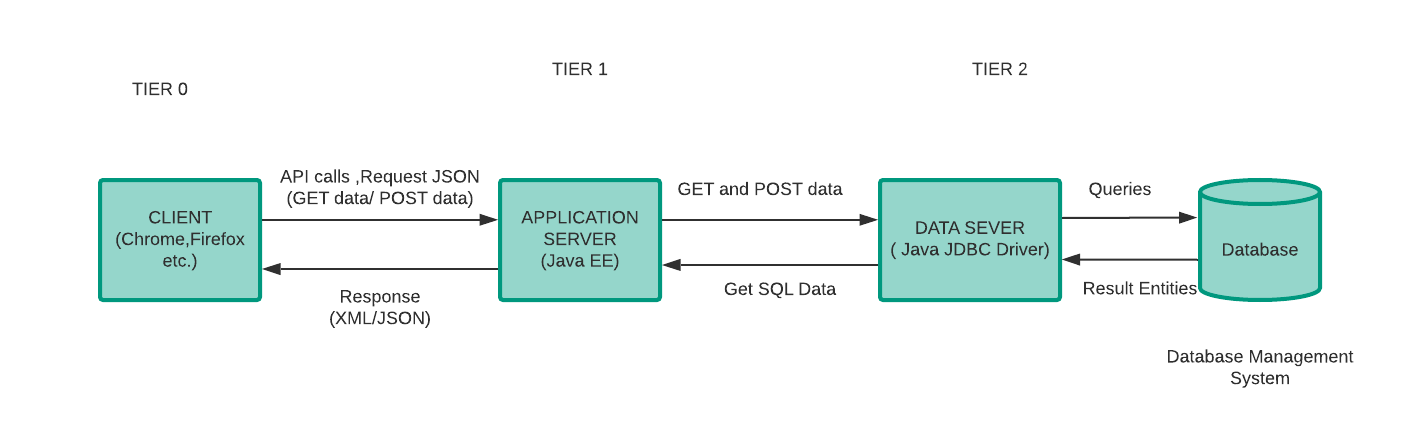 TIER 0
TIER 1
TIER 2
CLIENT
(Chrome,Firefox
etc.)
API calls ,Request JSON
(GET data/ POST data)
Response
(XML/JSON)
APPLICATION
SERVER
(Java EE)
GET and POST data
Get SQL Data
DATA SEVER
( Java JDBC Driver)
Queries
Result Entities
Database
Database Management
System